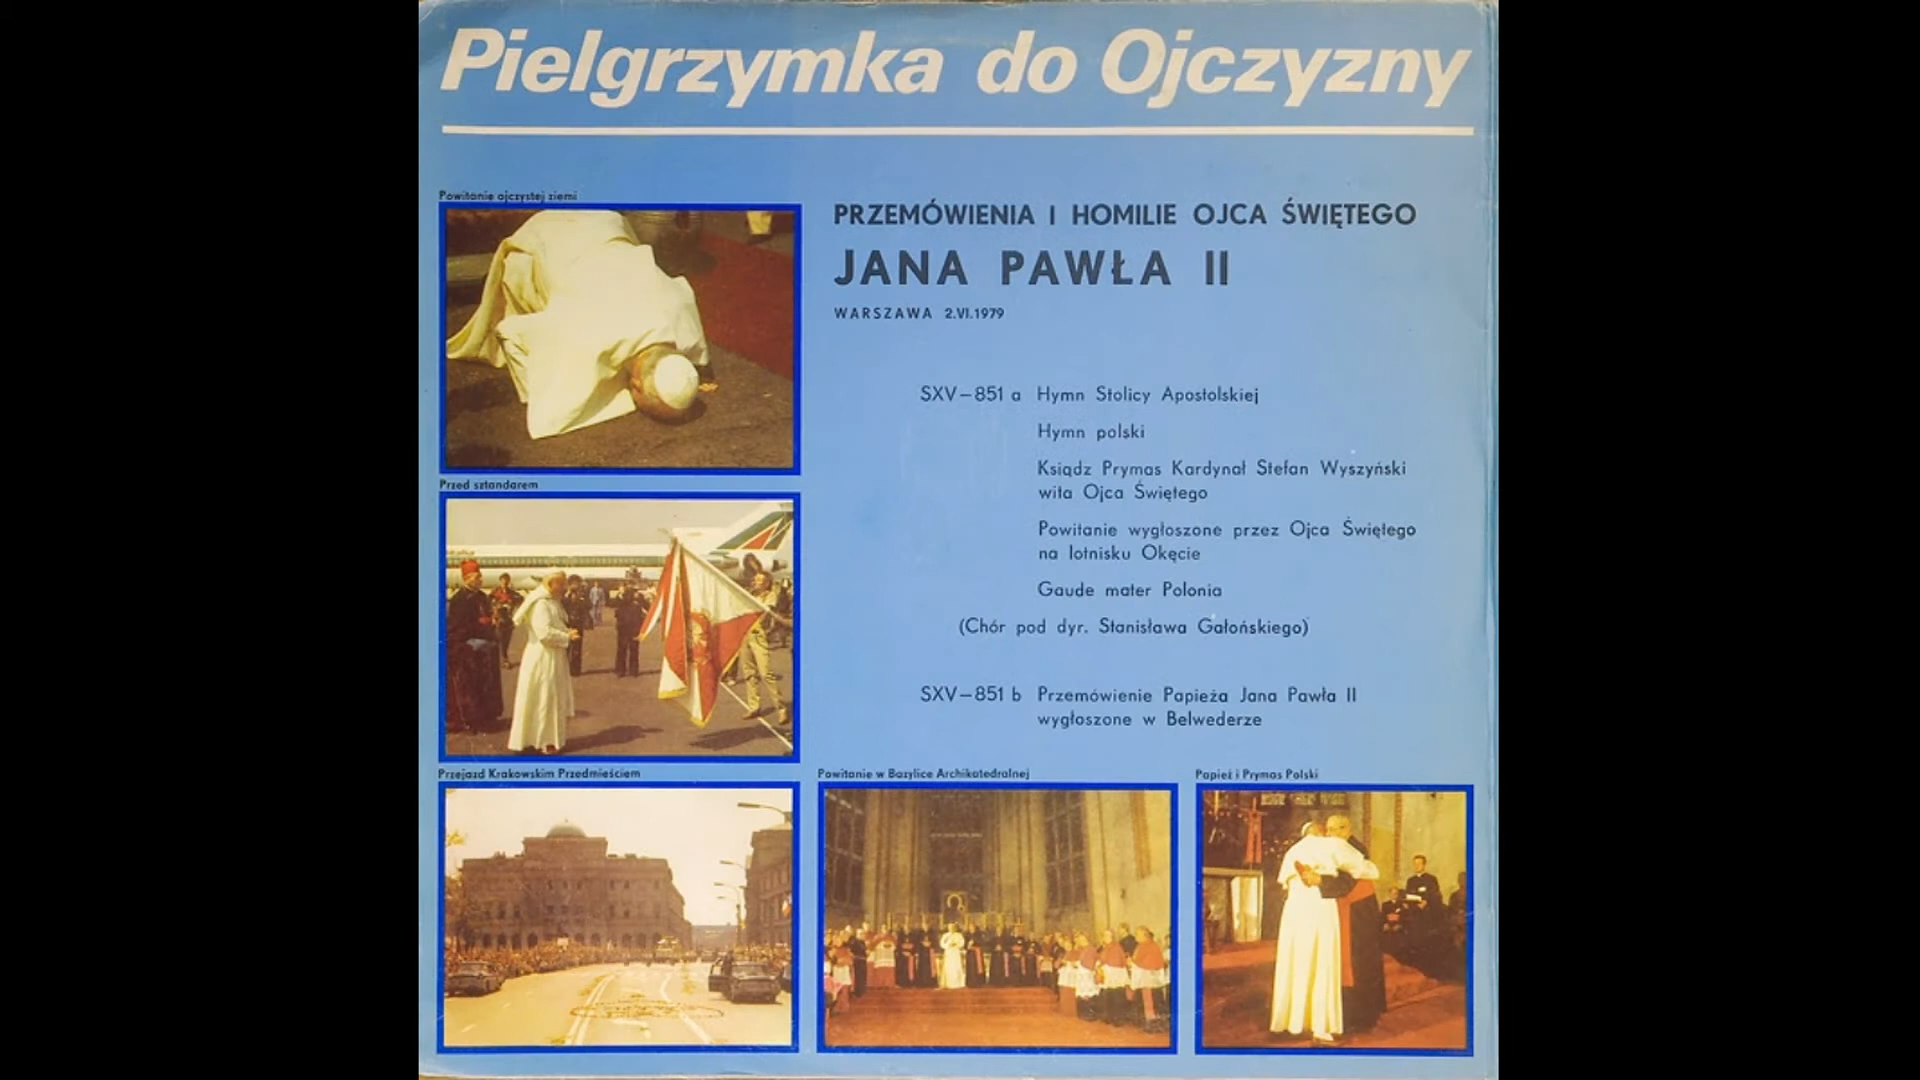 Pielgrzymka do Ojczyzny
Powitanie ojczystej ziemi
PRZEMÓWIENIA I HOMILIE OJCA ŚWIĘTEGO
JANA PAWŁA II
WARSZAWA 2.VI.1979
SXV–851 a Hymn Stolicy Apostolskiej
Hymn polski
Ksiądz Prymas Kardynał Stefan Wyszyński
wita Ojca Świętego
Powitanie wygłoszone przez Ojca Świętego
na lotnisku Okęcie
Gaude mater Polonia
(Chór pod dyr. Stanisława Gałońskiego)
SXV–851 b Przemówienie Papieża Jana Pawła II
wygłoszone w Belwederze
Przed sztandarem
Przejazd Krakowskim Przedmieściem
Powitanie w Bazylice Archikatedralnej
Papież i Prymas Polski